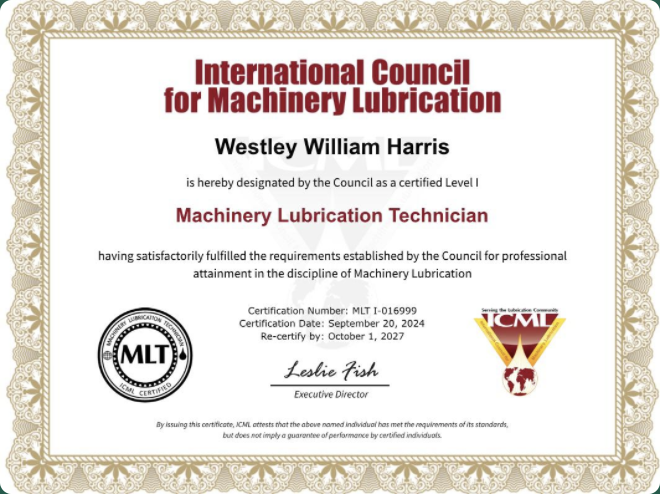 International Council
for Machinery Lubrication
Westley William Harris
is hereby designated by the Council as a certified Level I
Machinery Lubrication Technician
having satisfactorily fulfilled the requirements established by the Council for professional
attainment in the discipline of Machinery Lubrication
Certification Number: MLT I-016999
Certification Date: September 20, 2024
Re-certify by: October 1, 2027
Leslie Fish
Executive Director
MACHINERY LUBRICATION TECHNICIAN
MLT
ICML CERTIFIED
Serving the Lubrication Community
ICML
By issuing this certificate, ICML attests that the above named individual has met the requirements of its standards,
but does not imply a guarantee of performance by certified individuals.